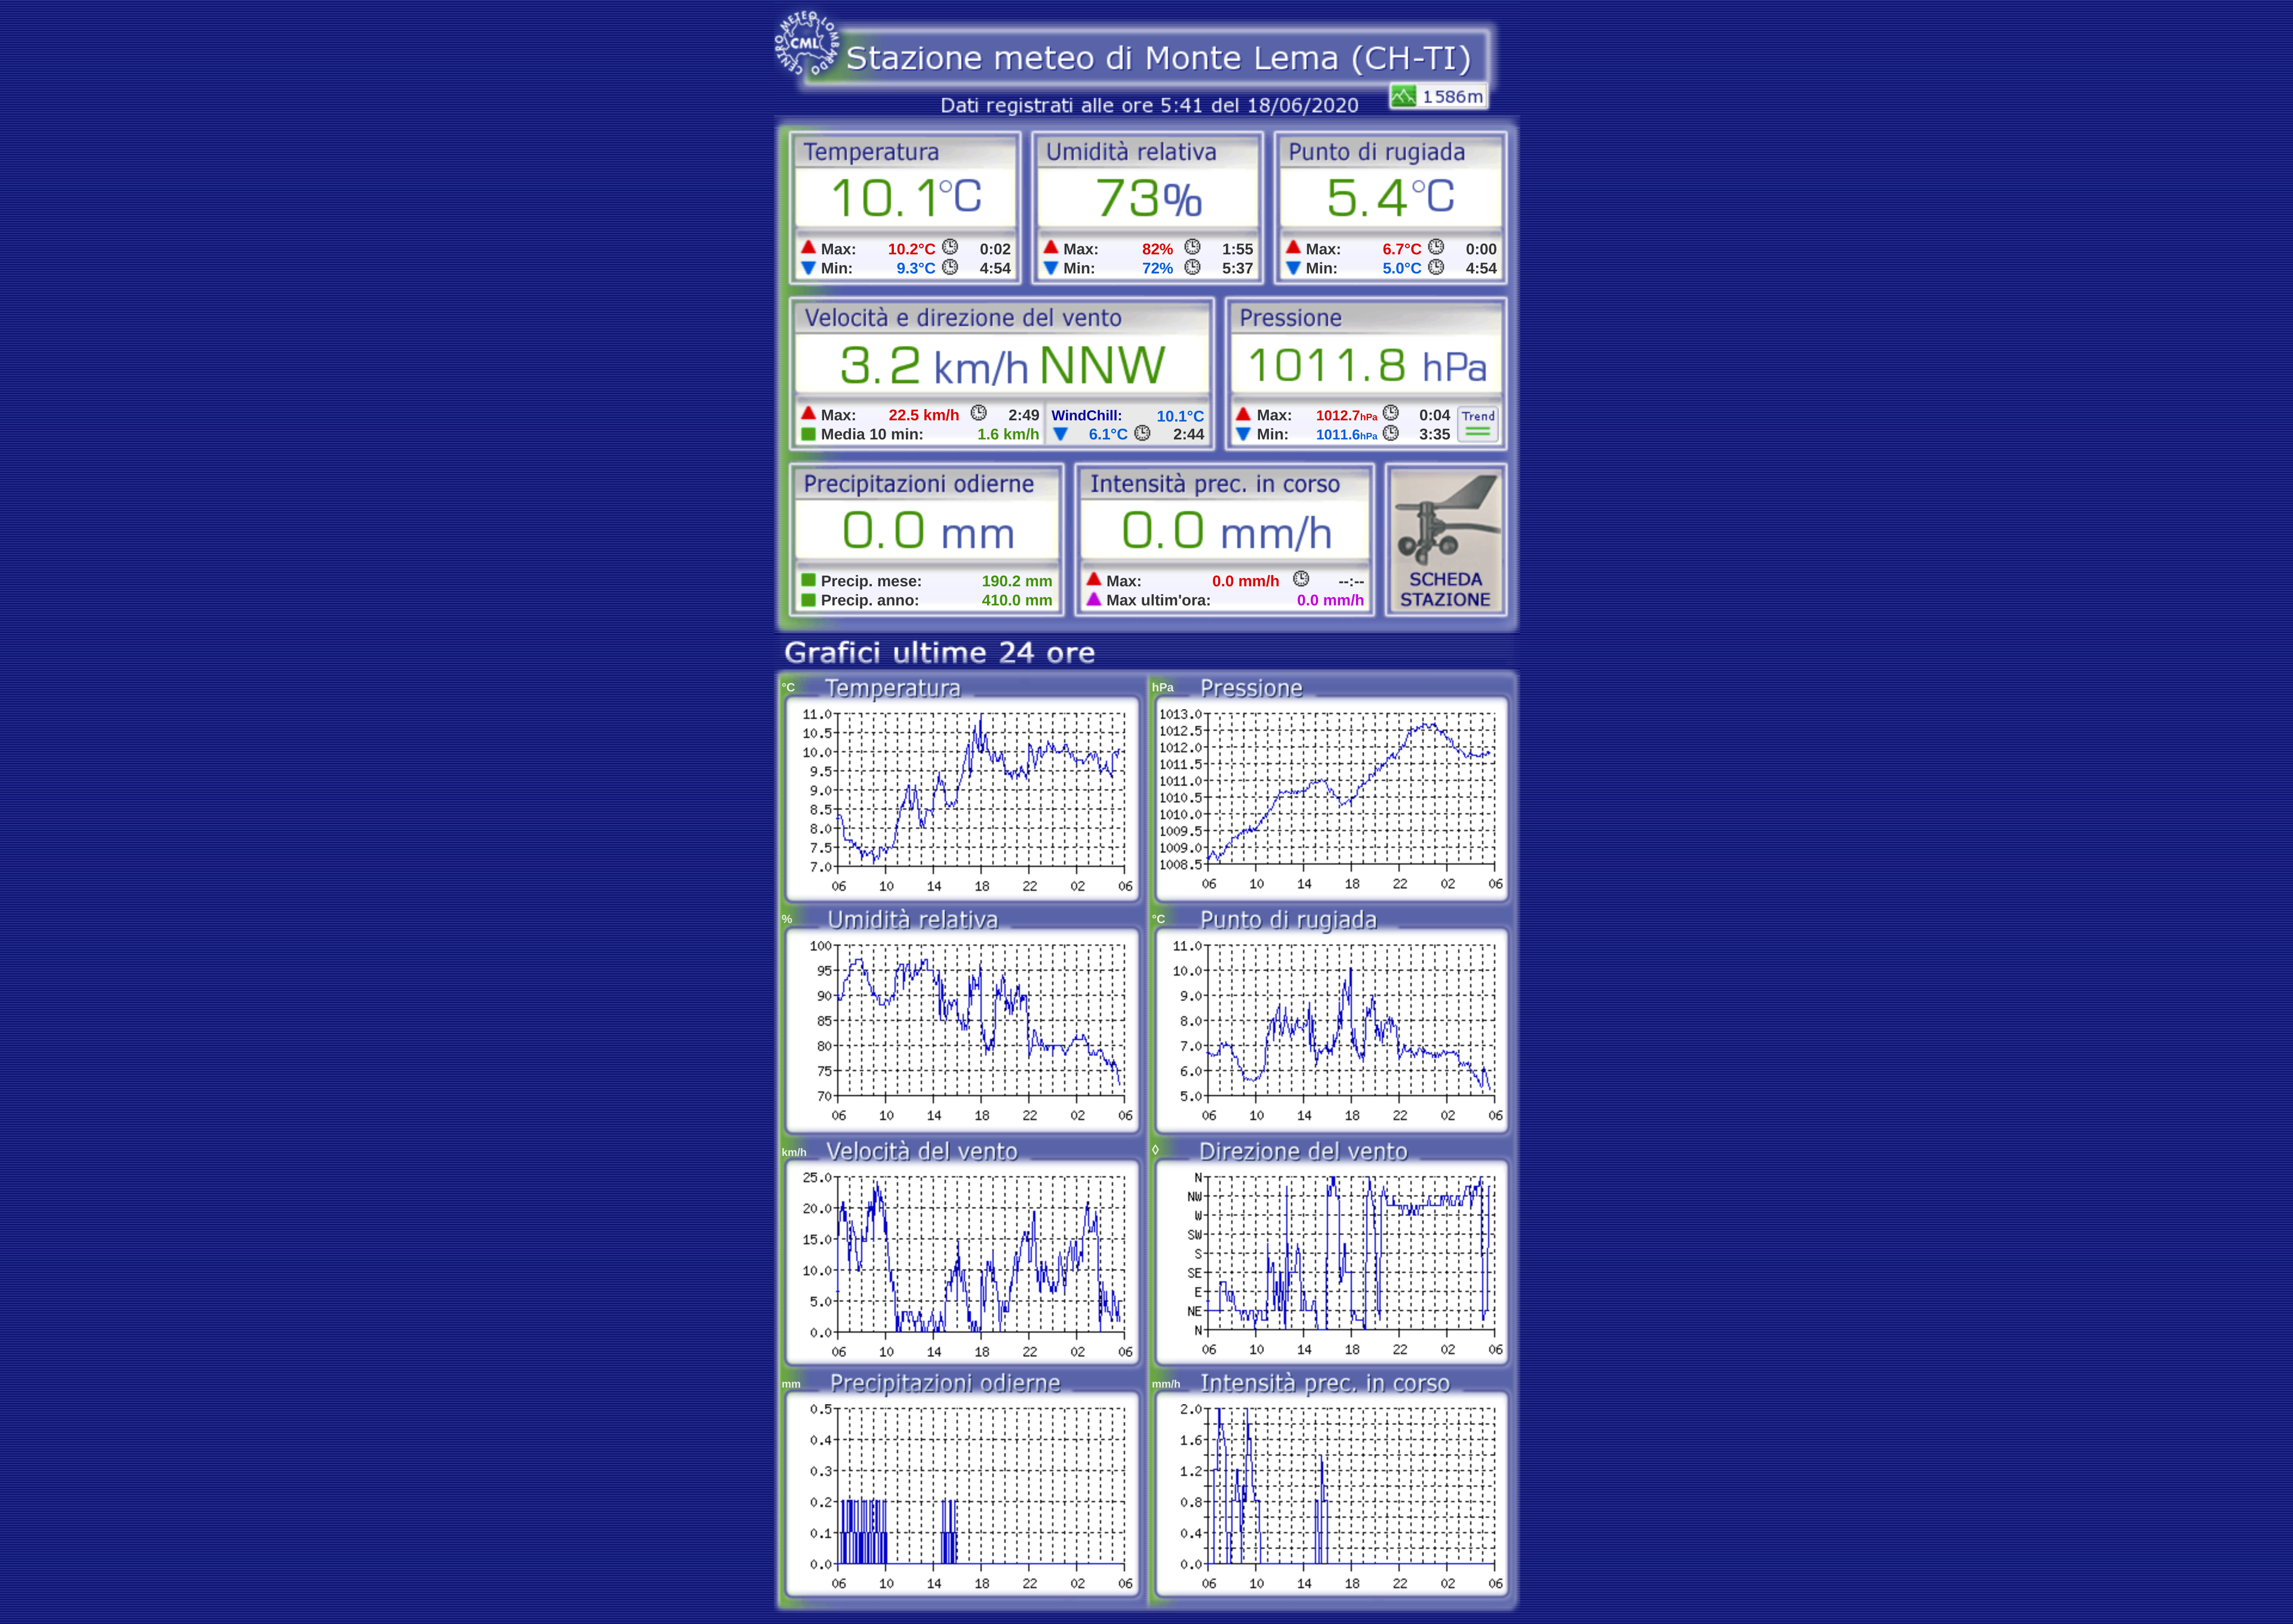 CENTRO METEO LOMBARDO
CML
Stazione meteo di Monte Lema (CH-TI)
1586m
Dati registrati alle ore 5:41 del 18/06/2020
Temperatura
10.1°C
Max: 10.2°C 0:02
Min: 9.3°C 4:54
Umidità relativa
73%
Max: 82% 1:55
Min: 72% 5:37
Punto di rugiada
5.4°C
Max: 6.7°C 0:00
Min: 5.0°C 4:54
Velocità e direzione del vento
3.2 km/h NNW
Max: 22.5 km/h 2:49
Media 10 min: 1.6 km/h
WindChill: 10.1°C
6.1°C 2:44
Pressione
1011.8 hPa
Max: 1012.7hPa 0:04
Min: 1011.6hPa 3:35
Trend
Precipitazioni odierne
0.0 mm
Precip. mese: 190.2 mm
Precip. anno: 410.0 mm
Intensità prec. in corso
0.0 mm/h
Max: 0.0 mm/h --:--
Max ultim'ora: 0.0 mm/h
SCHEDA
STAZIONE
Grafici ultime 24 ore
°C Temperatura
11.0
10.5
10.0
9.5
9.0
8.5
8.0
7.5
7.0
06 10 14 18 22 02 06
hPa Pressione
1013.0
1012.5
1012.0
1011.5
1011.0
1010.5
1010.0
1009.5
1009.0
1008.5
06 10 14 18 22 02 06
% Umidità relativa
100
95
90
85
80
75
70
06 10 14 18 22 02 06
°C Punto di rugiada
11.0
10.0
9.0
8.0
7.0
6.0
5.0
06 10 14 18 22 02 06
km/h Velocità del vento
25.0
20.0
15.0
10.0
5.0
0.0
06 10 14 18 22 02 06
◊ Direzione del vento
N
NW
W
SW
S
SE
E
NE
N
06 10 14 18 22 02 06
mm Precipitazioni odierne
0.5
0.4
0.3
0.2
0.1
0.0
06 10 14 18 22 02 06
mm/h Intensità prec. in corso
2.0
1.6
1.2
0.8
0.4
0.0
06 10 14 18 22 02 06